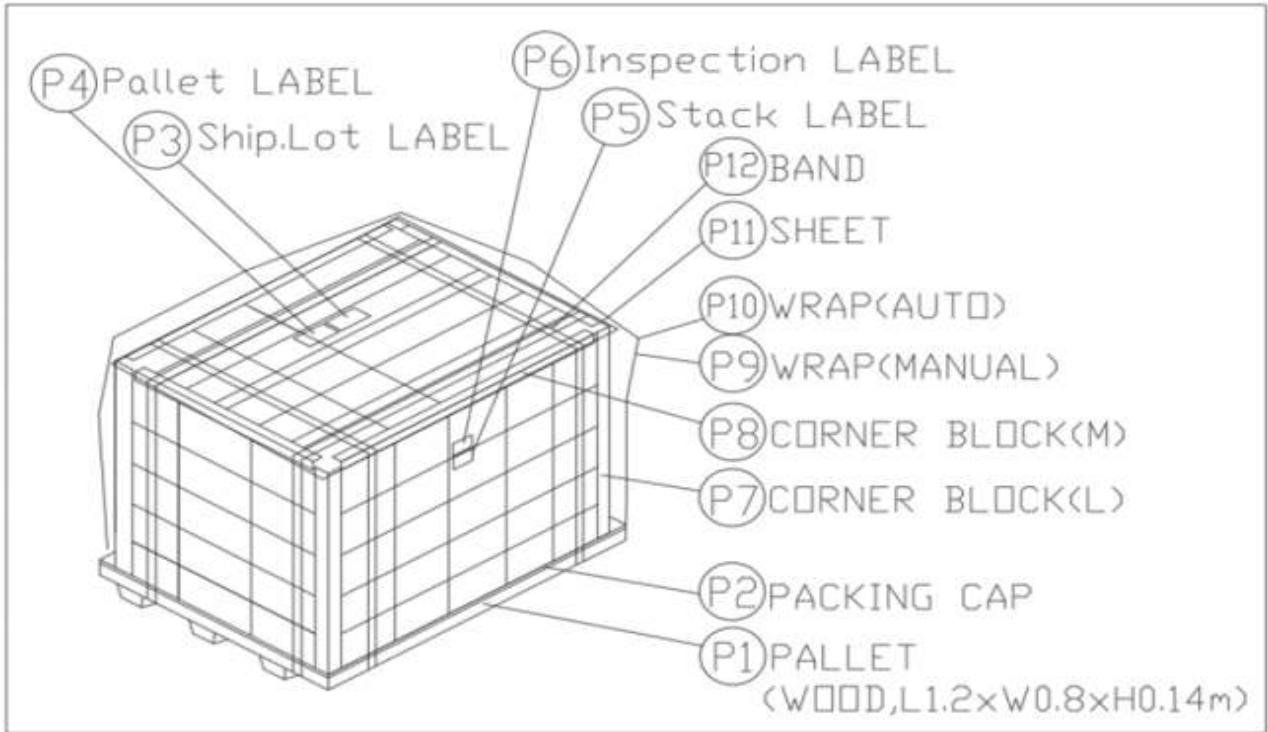 P6 Inspection LABEL
P4 Pallet LABEL
P5 Stack LABEL
P3 Ship.Lot LABEL
P12 BAND
P11 SHEET
P10 WRAP(AUTO)
P9 WRAP(MANUAL)
P8 CORNER BLOCK(M)
P7 CORNER BLOCK(L)
P2 PACKING CAP
P1 PALLET
(WOOD,L1.2xW0.8xH0.14m)